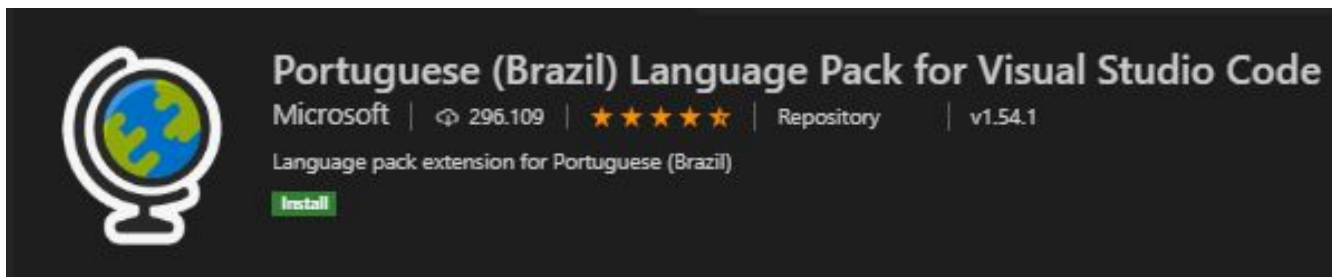 Portuguese (Brazil) Language Pack for Visual Studio Code
Microsoft | 296.109 | Repository | v1.54.1
Language pack extension for Portuguese (Brazil)
Install